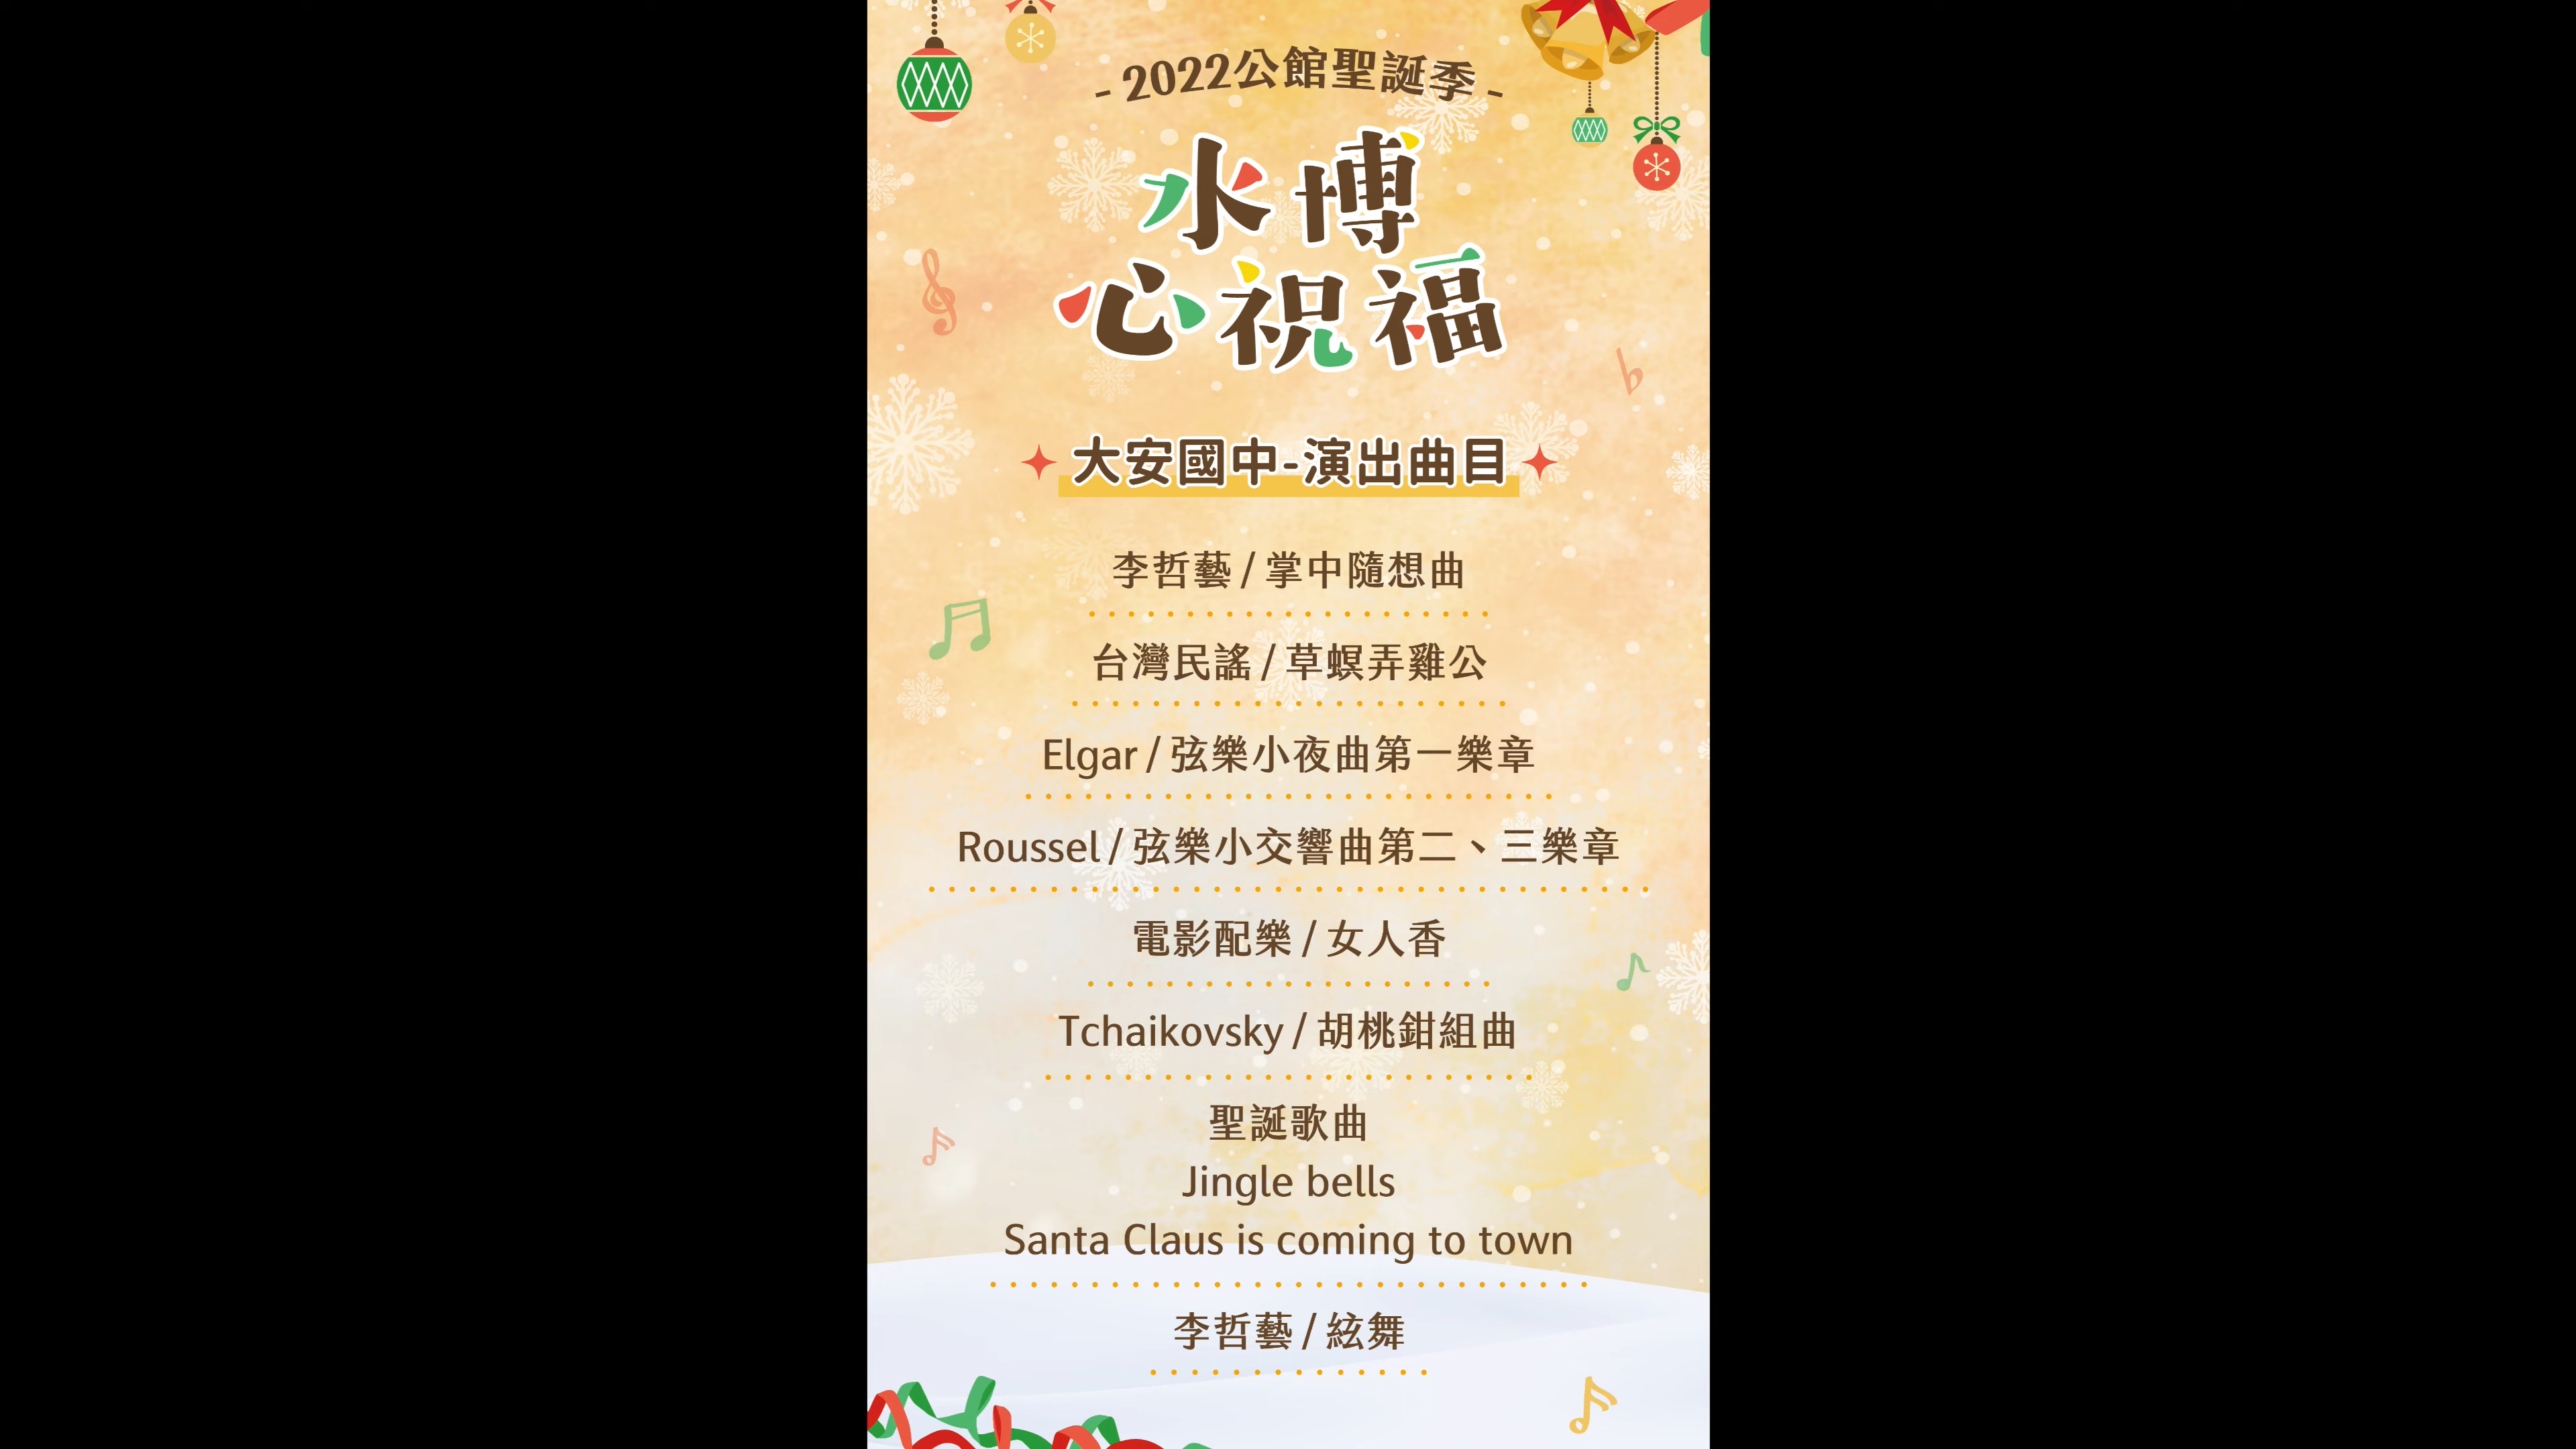 - 2022公館聖誕季 -
水博
心祝福
大安國中-演出曲目
李哲藝 / 掌中隨想曲
台灣民謠 / 草螟弄雞公
Elgar / 弦樂小夜曲第一樂章
Roussel / 弦樂小交響曲第二、三樂章
電影配樂 / 女人香
Tchaikovsky / 胡桃鉗組曲
聖誕歌曲
Jingle bells
Santa Claus is coming to town
李哲藝 / 絃舞